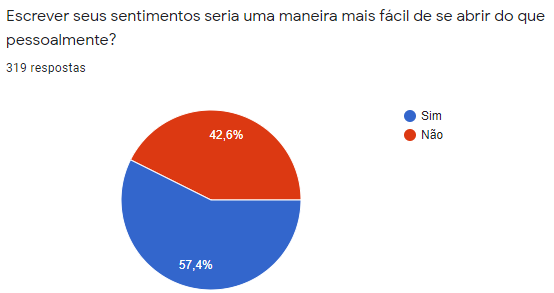 Escrever seus sentimentos seria uma maneira mais fácil de se abrir do que
pessoalmente?
319 respostas
Sim
Não
42,6%
57,4%